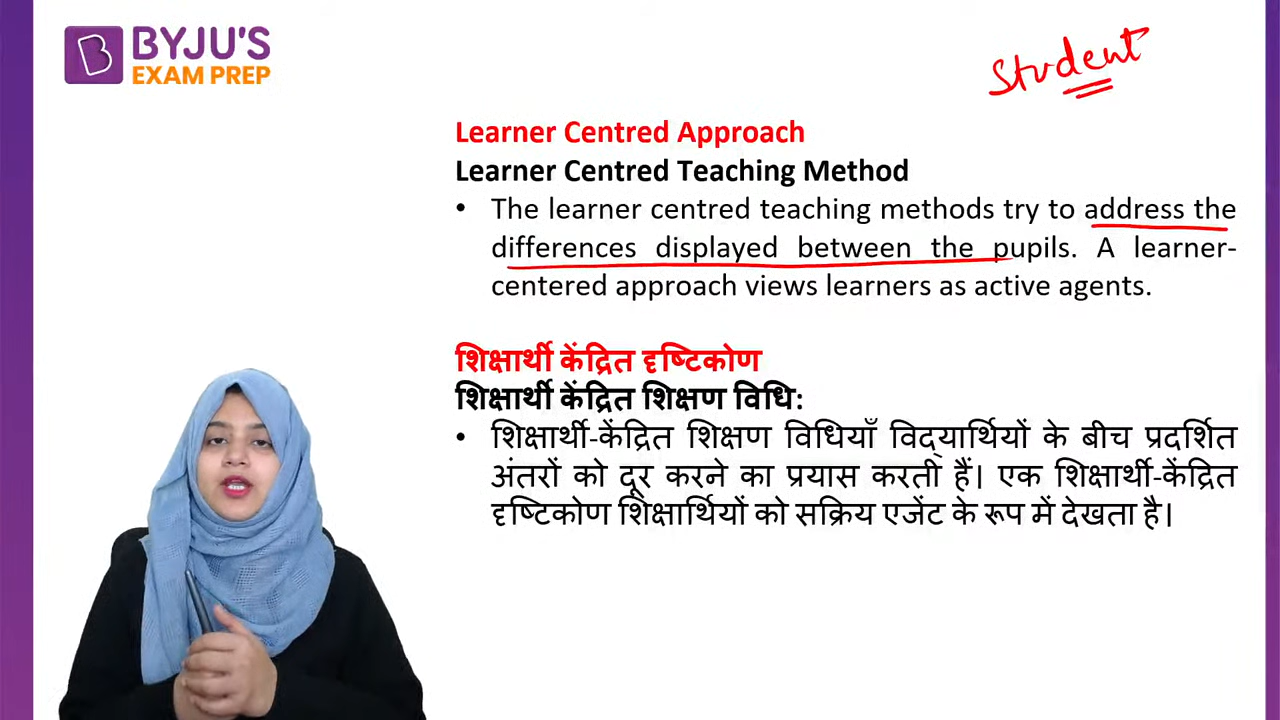 BYJU'S
EXAM PREP
Student
Learner Centred Approach
Learner Centred Teaching Method
• The learner centred teaching methods try to address the
differences displayed between the pupils. A learner-
centered approach views learners as active agents.
शिक्षार्थी केंद्रित दृष्टिकोण
शिक्षार्थी केंद्रित शिक्षण विधि:
• शिक्षार्थी-केंद्रित शिक्षण विधियाँ विद्यार्थियों के बीच प्रदर्शित
अंतरों को दूर करने का प्रयास करती हैं। एक शिक्षार्थी-केंद्रित
दृष्टिकोण शिक्षार्थियों को सक्रिय एजेंट के रूप में देखता है।